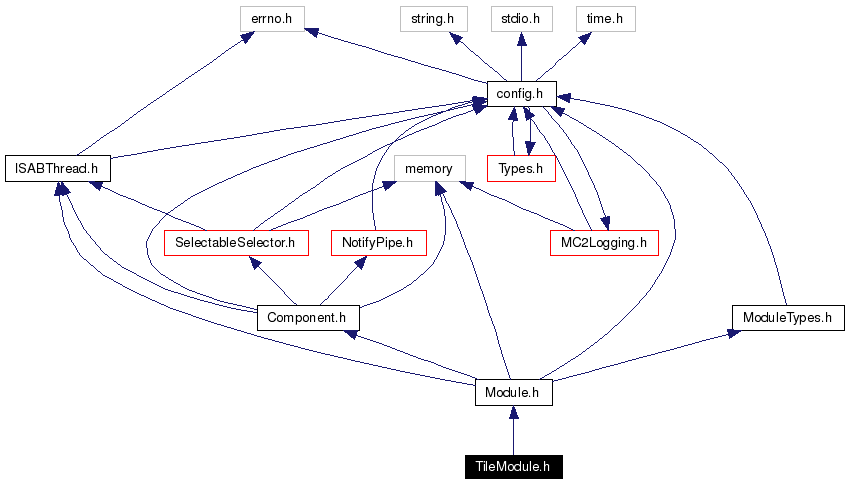 errno.h
string.h
stdio.h
time.h
config.h
ISABThread.h
memory
Types.h
SelectableSelector.h
NotifyPipe.h
MC2Logging.h
Component.h
ModuleTypes.h
Module.h
TileModule.h